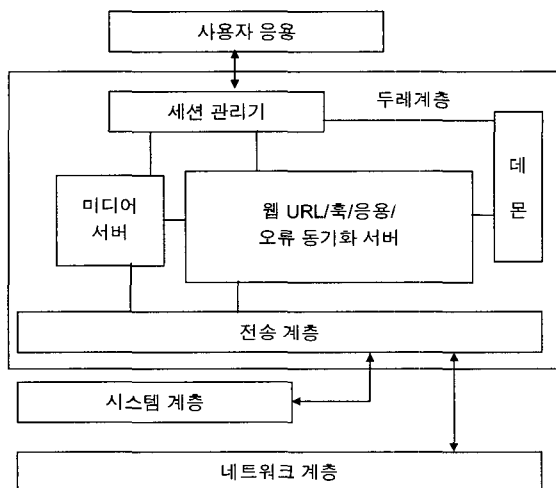 사용자 응용
두레계층
세션 관리기
데
몬
미디어
서버
웹 URL/훅/응용/
오류 동기화 서버
전송 계층
시스템 계층
네트워크 계층